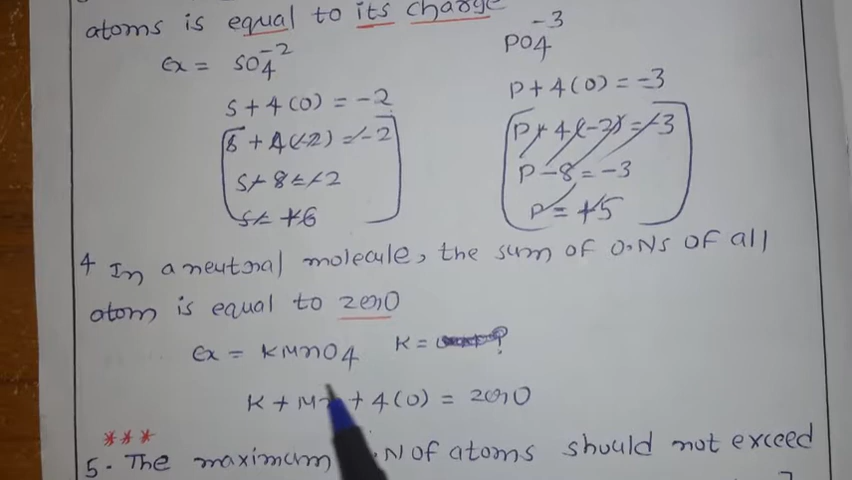 atoms is equal to its charge
Ex = SO4^-2
S + 4(O) = -2
S + 4(-2) = -2
S - 8 = -2
S = +6
PO4^-3
P + 4(O) = -3
P + 4(-2) = -3
P - 8 = -3
P = +5
4 In a neutral molecule, the sum of O.Ns of all
atom is equal to zero
Ex = KMnO4 K = ?
K + Mn + 4(O) = zero
***
5. The maximum .N of atoms should not exceed